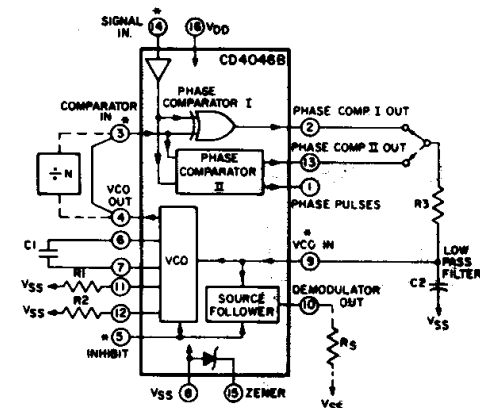 *
SIGNAL
IN.
14
16
VDD
CD4046B
PHASE
COMPARATOR I
COMPARATOR
IN
*
3
÷ N
VCO
OUT
4
PHASE COMP. I OUT
2
PHASE COMP. II OUT
13
PHASE
COMPARATOR
II
1
PHASE PULSES
R3
*
VCO IN
9
LOW
PASS
FILTER
C2
VSS
C1
6
7
VCO
VSS
R1
11
VSS
R2
12
*
5
INHIBIT
SOURCE
FOLLOWER
DEMODULATOR
OUT
10
RS
VSS
VSS
8
15
ZENER